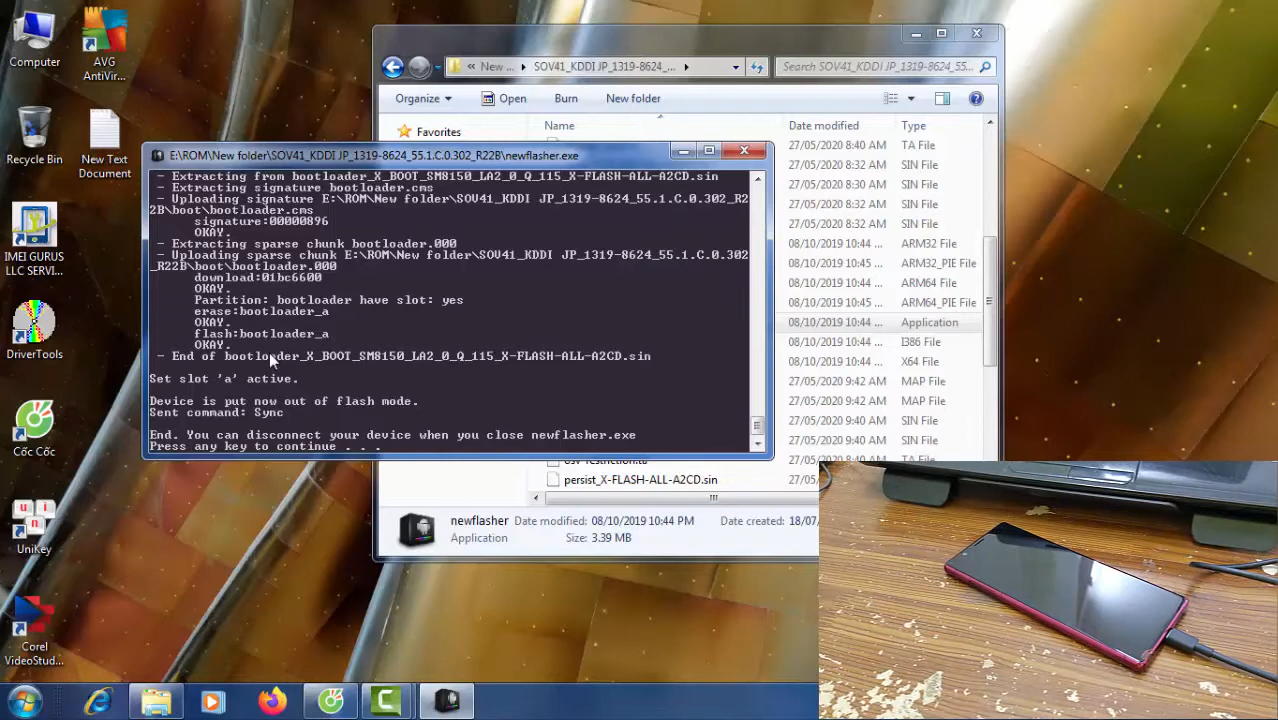 Computer
AVG
AntiVir...
Recycle Bin
New Text
Document
IMEI GURUS
LLC SERVI...
DriverTools
Cốc Cốc
UniKey
Corel
VideoStud...
« New ... SOV41_KDDI JP_1319-8624_...
Search SOV41_KDDI JP_1319-8624_55....
Organize
Open
Burn
New folder
Favorites
Name
Date modified
Type
27/05/2020 8:40 AM TA File
27/05/2020 8:32 AM SIN File
27/05/2020 8:30 AM SIN File
27/05/2020 8:32 AM SIN File
27/05/2020 8:32 AM SIN File
08/10/2019 10:44 ... ARM32 File
08/10/2019 10:45 ... ARM32_PIE File
08/10/2019 10:44 ... ARM64 File
08/10/2019 10:45 ... ARM64_PIE File
08/10/2019 10:44 ... Application
08/10/2019 10:44 ... I386 File
08/10/2019 10:44 ... X64 File
27/05/2020 9:42 AM MAP File
27/05/2020 9:42 AM MAP File
27/05/2020 9:40 AM SIN File
27/05/2020 9:40 AM SIN File
27/05/2020 8:40 AM TA File
persist_X-FLASH-ALL-A2CD.sin
27/05/2020 8:32 A
newflasher Date modified: 08/10/2019 10:44 PM Date created: 18/07/
Application Size: 3.39 MB
E:\ROM\New folder\SOV41_KDDI JP_1319-8624_55.1.C.0.302_R22B\newflasher.exe
- Extracting from bootloader_X_BOOT_SM8150_LA2_0_Q_115_X-FLASH-ALL-A2CD.sin
- Extracting signature bootloader.cms
- Uploading signature E:\ROM\New folder\SOV41_KDDI JP_1319-8624_55.1.C.0.302_R2
2B\boot\bootloader.cms
signature:00000896
OKAY.
- Extracting sparse chunk bootloader.000
- Uploading sparse chunk E:\ROM\New folder\SOV41_KDDI JP_1319-8624_55.1.C.0.302
_R22B\boot\bootloader.000
download:01bc6600
OKAY.
Partition: bootloader have slot: yes
erase:bootloader_a
OKAY.
flash:bootloader_a
OKAY.
- End of bootloader_X_BOOT_SM8150_LA2_0_Q_115_X-FLASH-ALL-A2CD.sin
Set slot 'a' active.
Device is put now out of flash mode.
Sent command: Sync
End. You can disconnect your device when you close newflasher.exe
Press any key to continue . . .